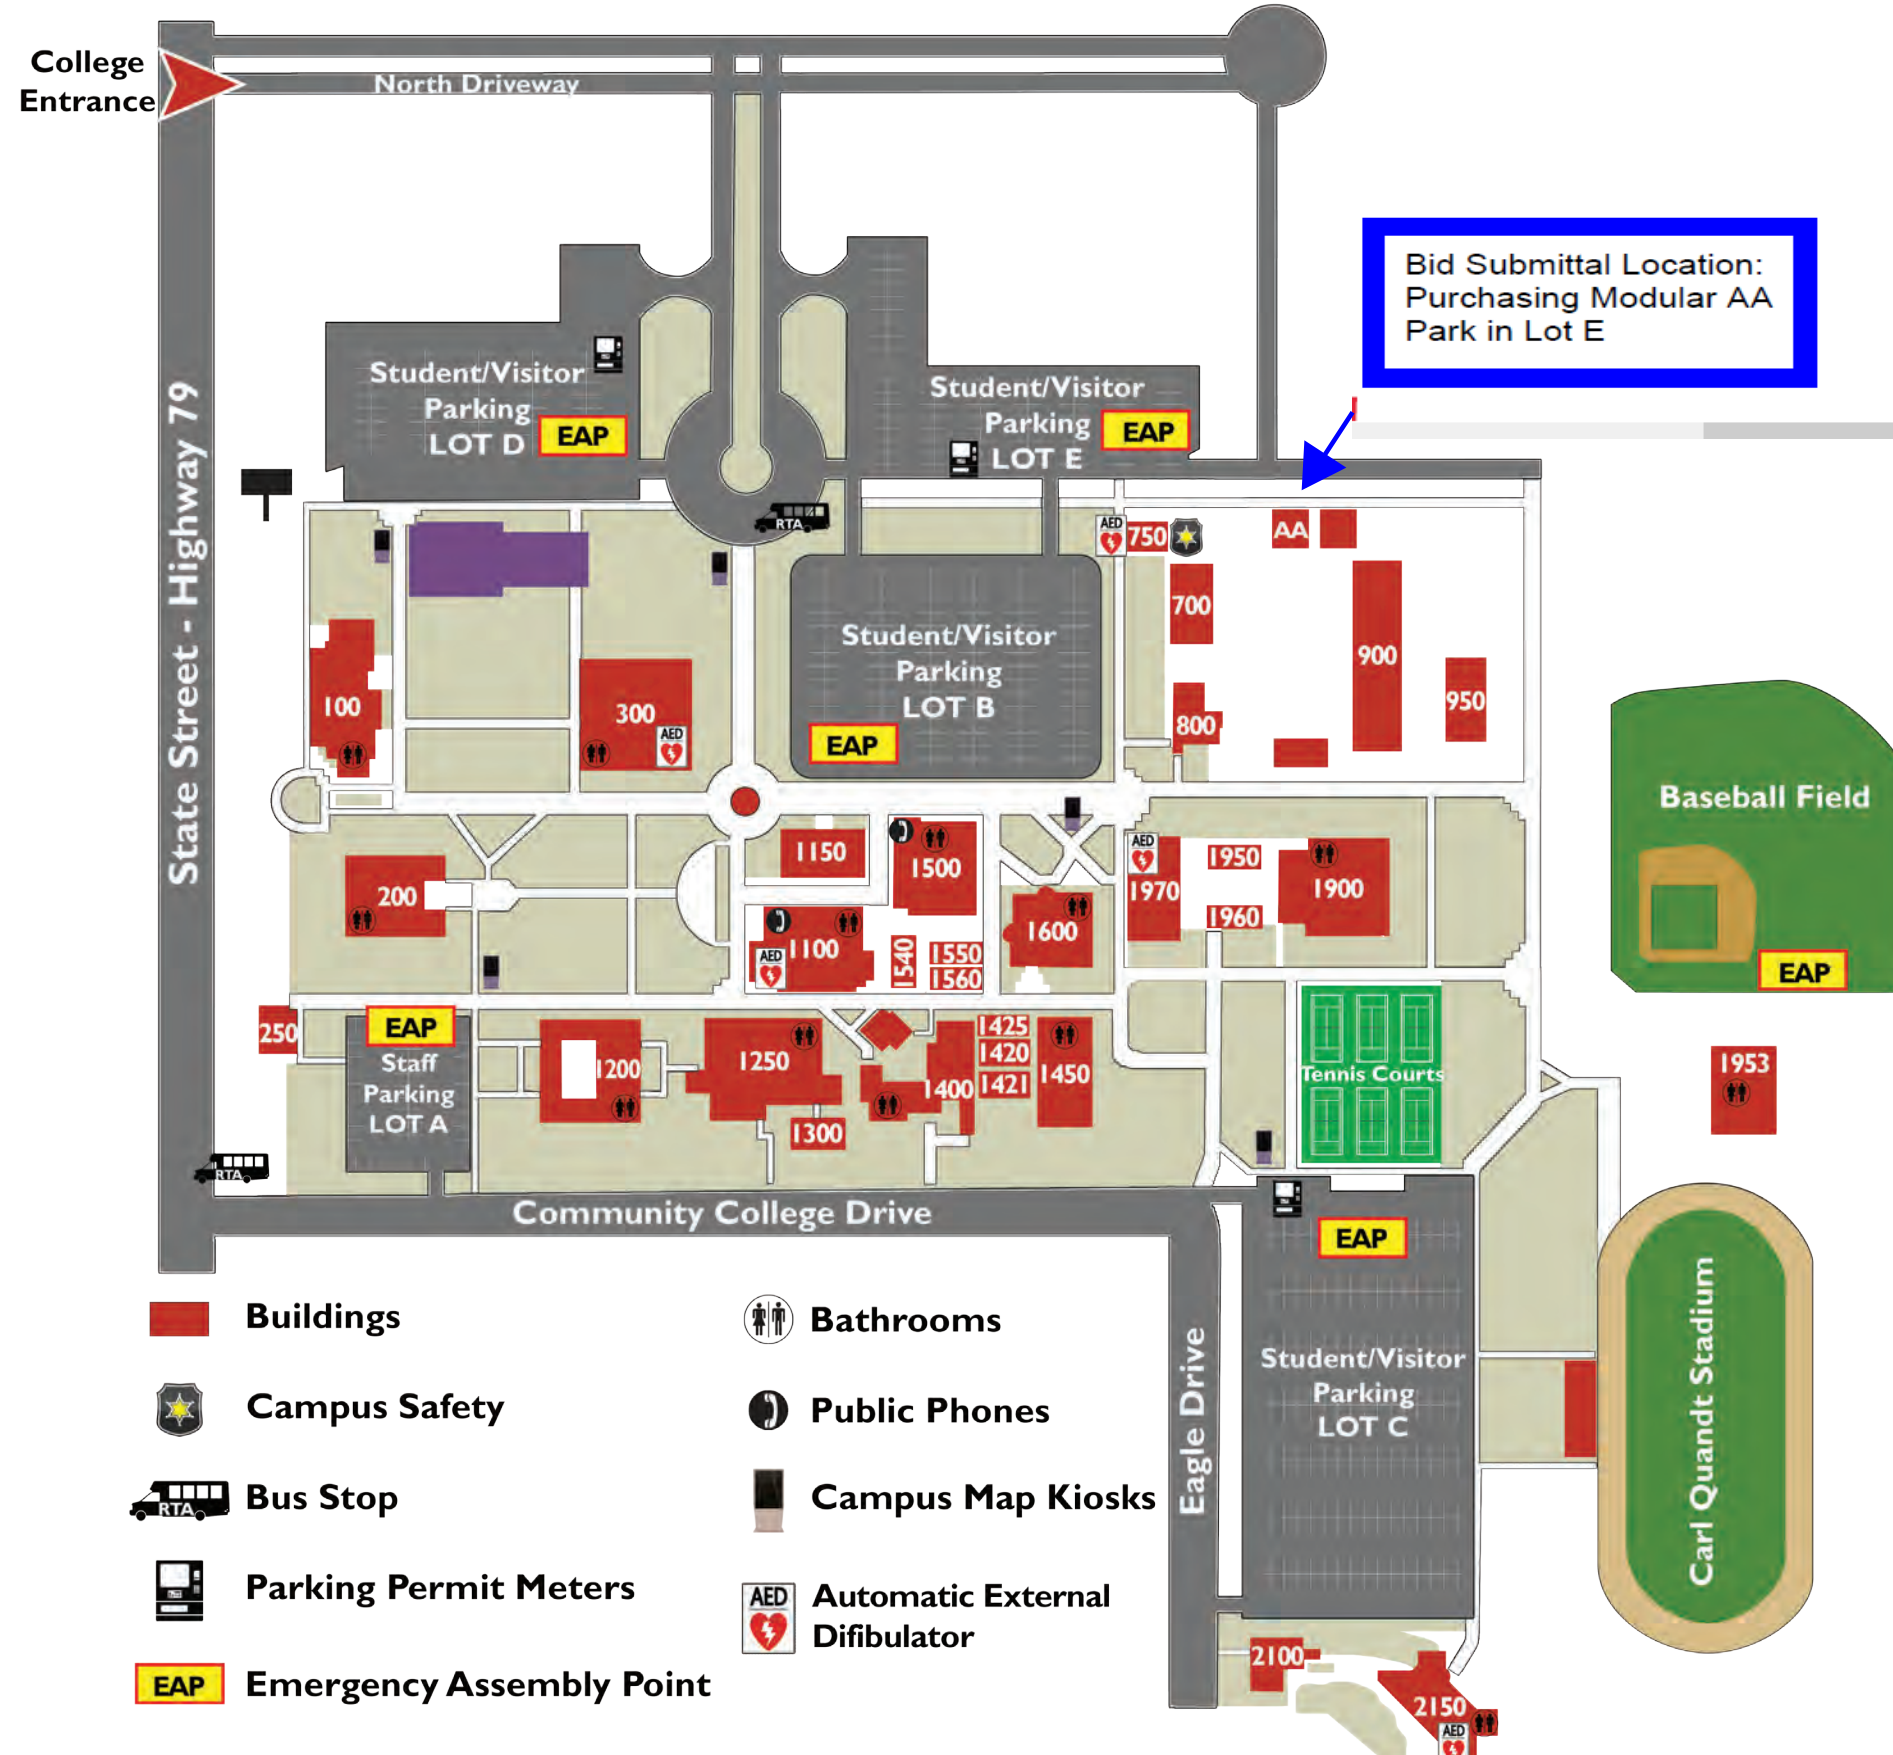 College
Entrance
North Driveway
State Street - Highway 79
Bid Submittal Location:
Purchasing Modular AA
Park in Lot E
Student/Visitor
Parking
LOT D
EAP
Student/Visitor
Parking
LOT E
EAP
RTA
AED
750
AA
700
900
950
800
100
300
AED
Student/Visitor
Parking
LOT B
EAP
Baseball Field
EAP
1150
1500
200
1100
AED
1540
1550
1560
1600
AED
1970
1950
1960
1900
250
EAP
Staff
Parking
LOT A
1200
1250
1300
1400
1425
1420
1421
1450
Tennis Courts
1953
RTA
Community College Drive
EAP
Student/Visitor
Parking
LOT C
Eagle Drive
Carl Quandt Stadium
2100
2150
AED
Buildings
Campus Safety
RTA
Bus Stop
Parking Permit Meters
EAP
Emergency Assembly Point
Bathrooms
Public Phones
Campus Map Kiosks
AED
Automatic External
Difibulator